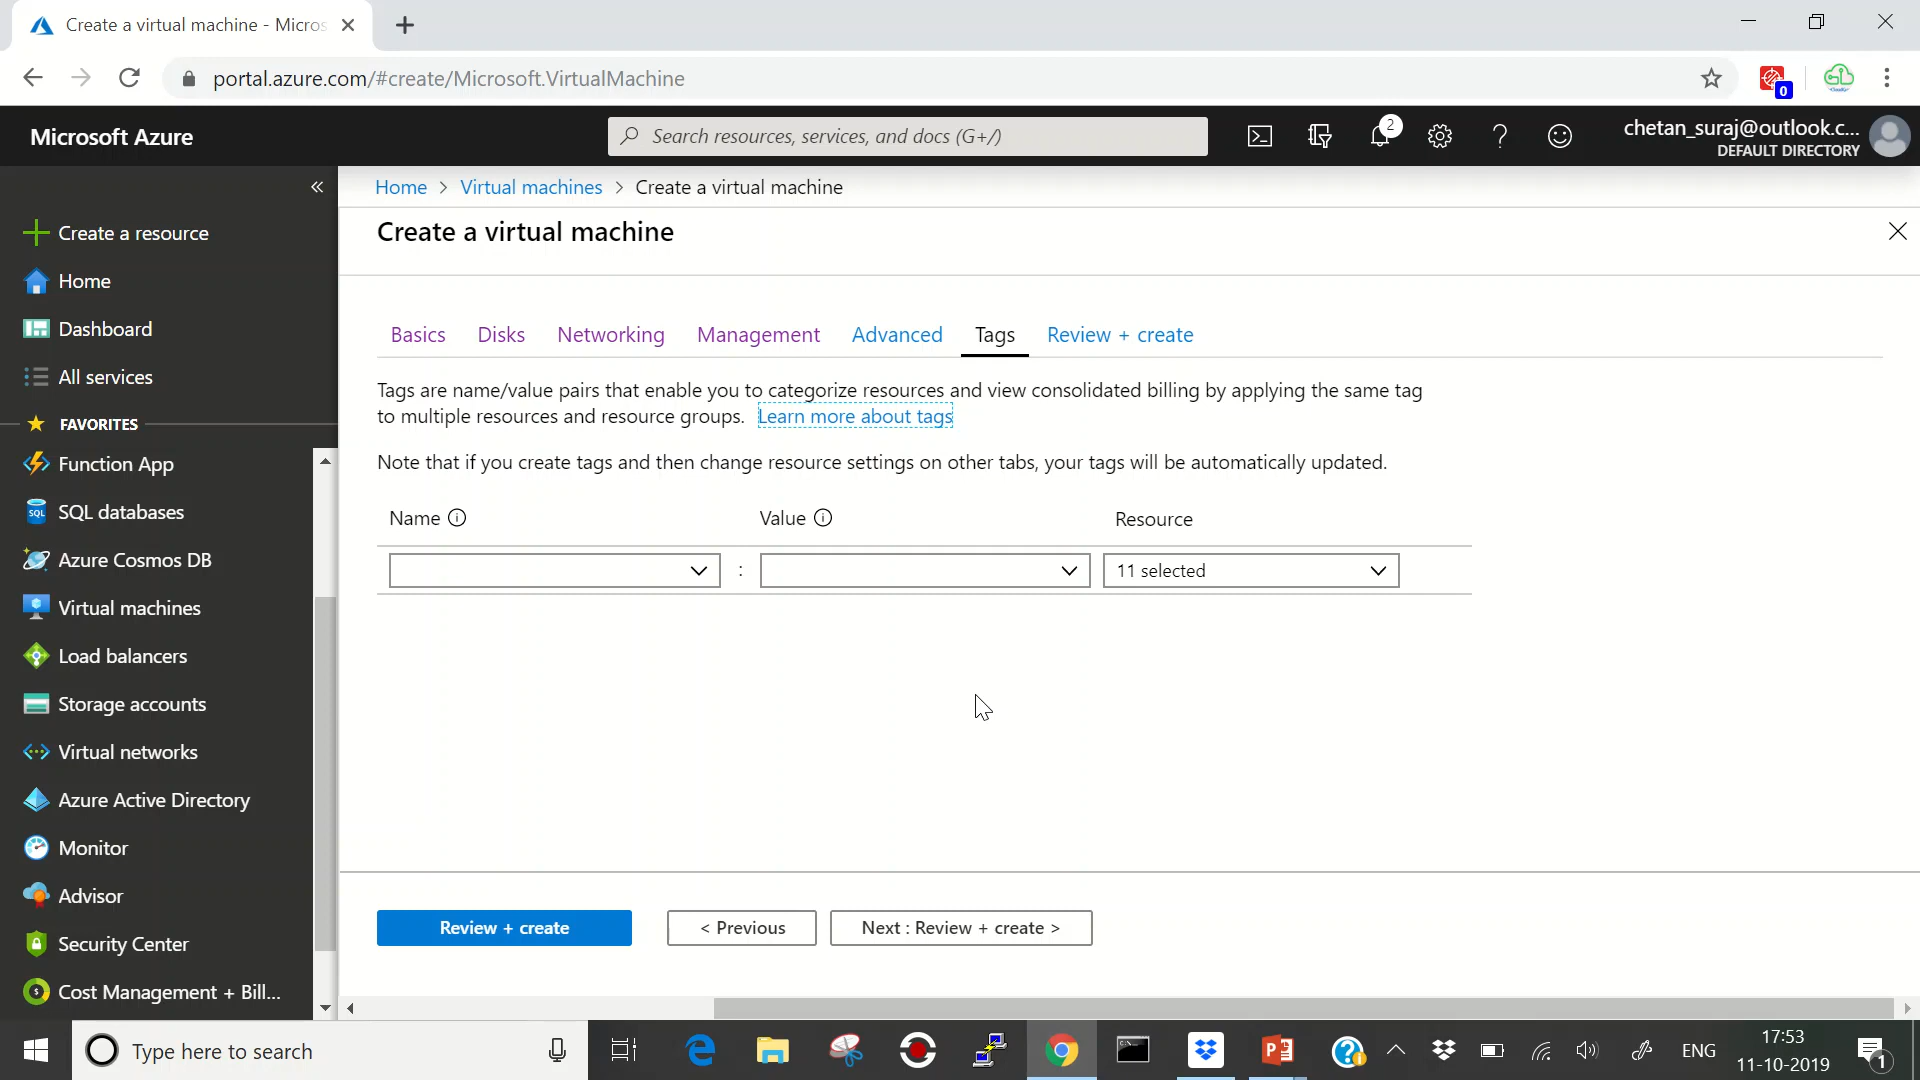 Create a virtual machine - Micros
portal.azure.com/#create/Microsoft.VirtualMachine
0
Microsoft Azure
Search resources, services, and docs (G+/)
2
chetan_suraj@outlook.c...
DEFAULT DIRECTORY
Home > Virtual machines > Create a virtual machine
Create a virtual machine
Create a resource
Home
Dashboard
All services
FAVORITES
Function App
SQL databases
Azure Cosmos DB
Virtual machines
Load balancers
Storage accounts
Virtual networks
Azure Active Directory
Monitor
Advisor
Security Center
Cost Management + Bill...
Basics Disks Networking Management Advanced Tags Review + create
Tags are name/value pairs that enable you to categorize resources and view consolidated billing by applying the same tag
to multiple resources and resource groups. Learn more about tags
Note that if you create tags and then change resource settings on other tabs, your tags will be automatically updated.
Name Value Resource
: 11 selected
Review + create < Previous Next : Review + create >
Type here to search
ENG
17:53
11-10-2019
1